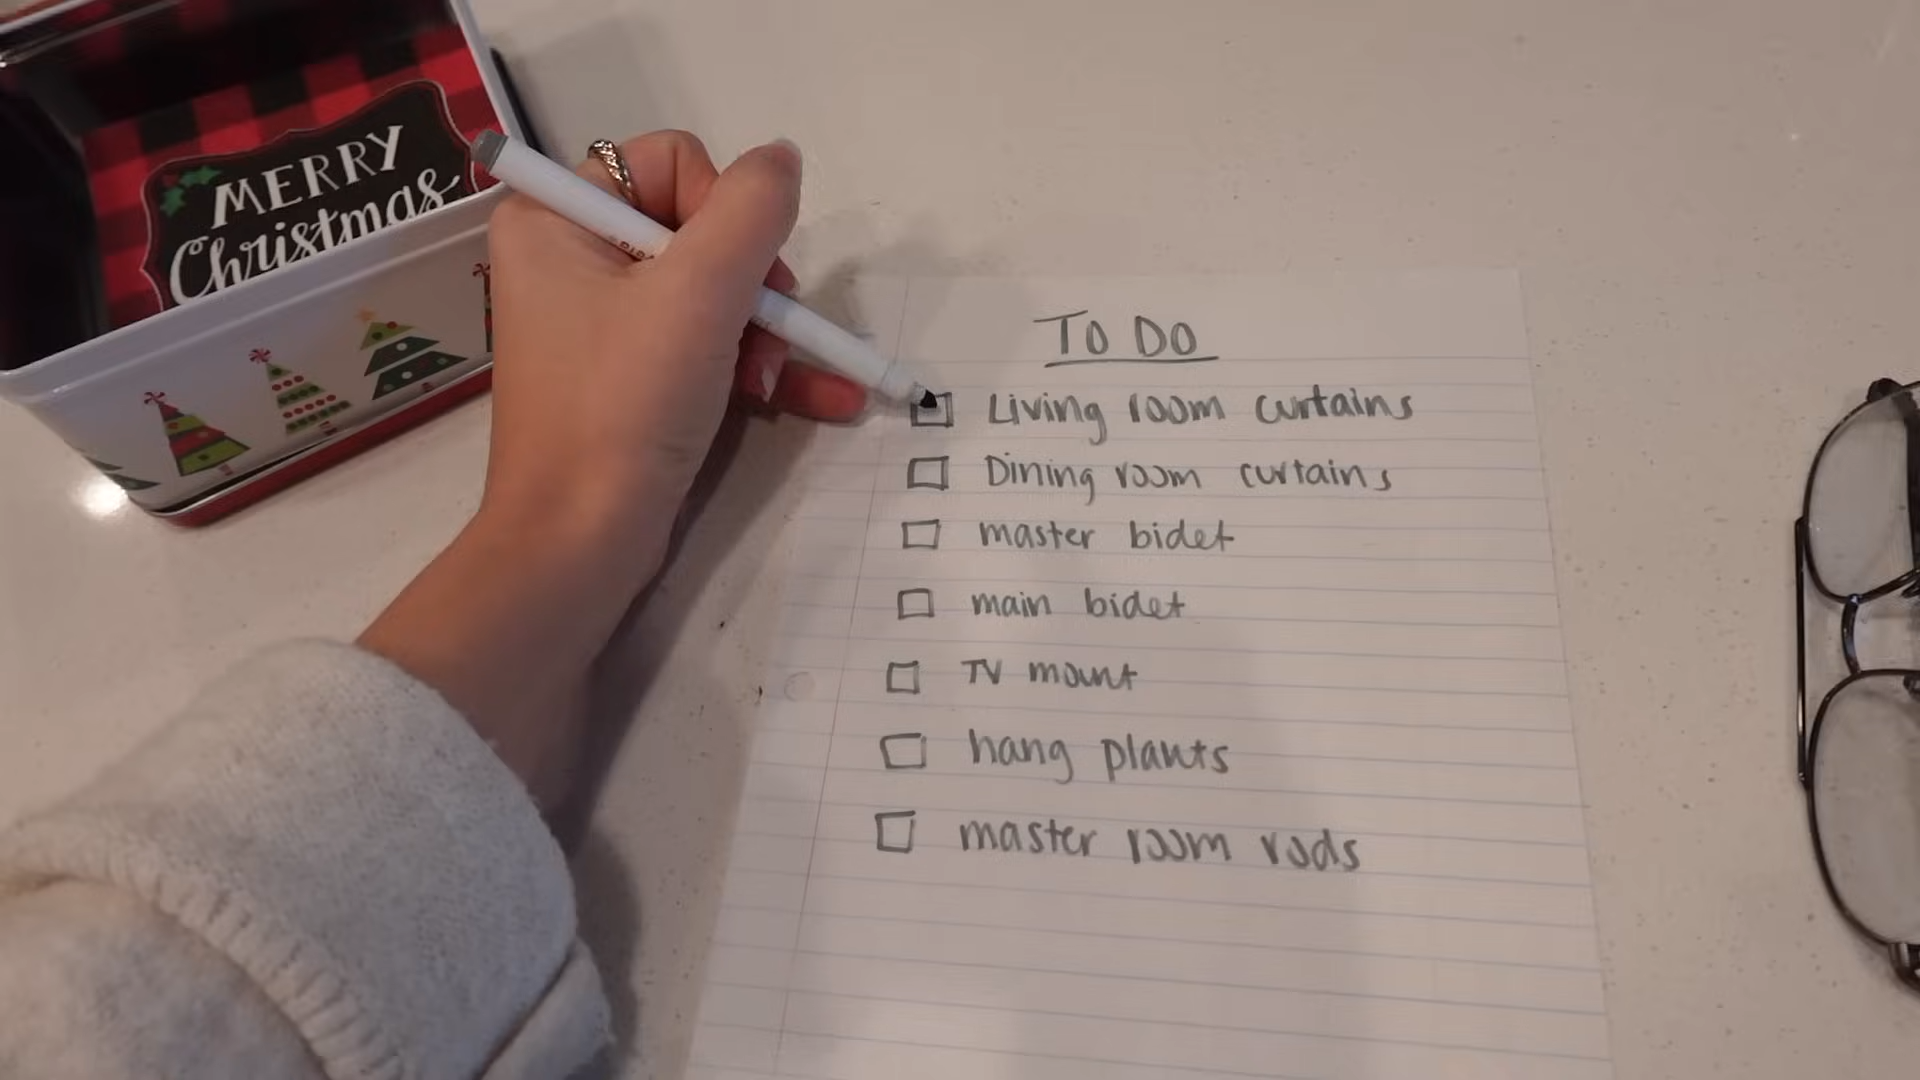 MERRY
Christmas
TO DO
Living room curtains
Dining room curtains
master bidet
main bidet
TV mount
hang plants
master room rods